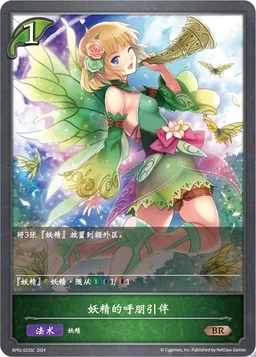 1
将3张『妖精』放置到额外区。
『妖精』 妖精・随从 1 1/1
妖精的呼朋引伴
法术 妖精 BR
BP01-023SC 2024 © Cygames, Inc. Published by NetEase Games